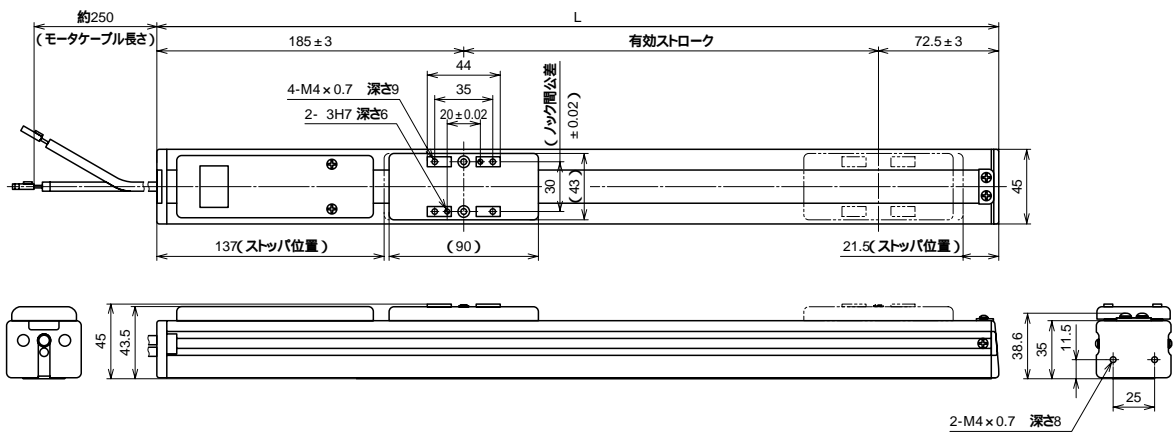 約250
(モータケーブル長さ)
L
185±3
有効ストローク
72.5±3
44
4-M4×0.7 深さ9
35
2- 3H7 深さ6
20±0.02
(ノック間公差
±0.02)
30
(43)
45
137(ストッパ位置)
(90)
21.5(ストッパ位置)
45
43.5
38.6
35
11.5
25
2-M4×0.7 深さ8